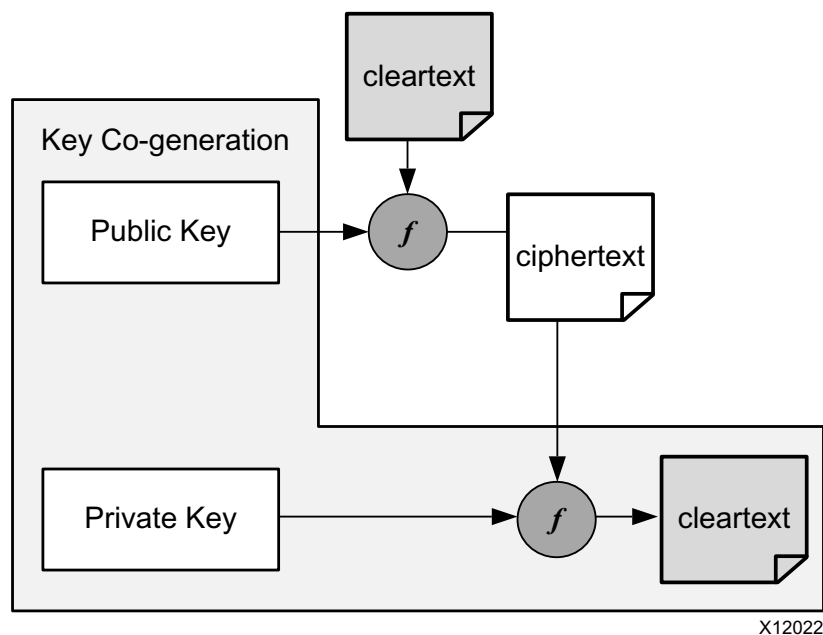 cleartext
Key Co-generation
Public Key
f
ciphertext
Private Key
f
cleartext
X12022